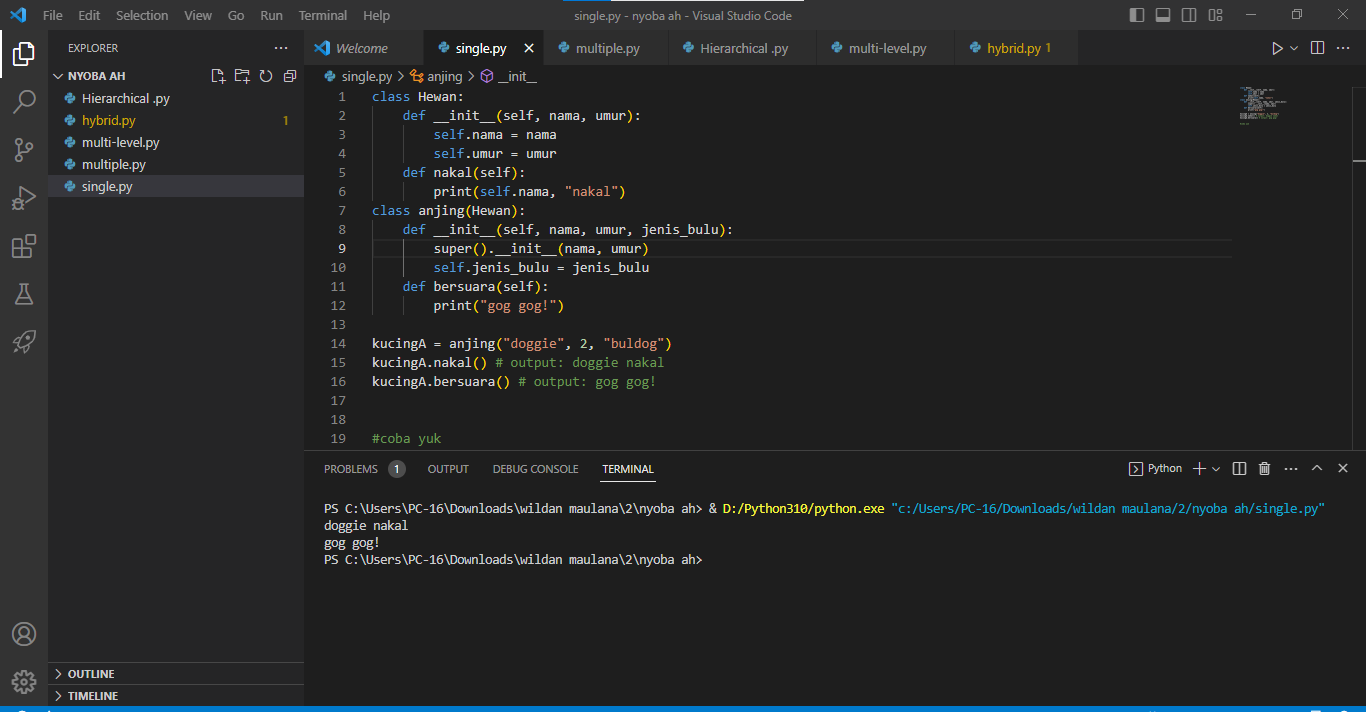 File Edit Selection View Go Run Terminal Help single.py - nyoba ah - Visual Studio Code
EXPLORER
NYOBA AH
Hierarchical .py
hybrid.py 1
multi-level.py
multiple.py
single.py
OUTLINE
TIMELINE
Welcome single.py multiple.py Hierarchical .py multi-level.py hybrid.py 1
single.py > anjing > __init__
1 class Hewan:
2 def __init__(self, nama, umur):
3 self.nama = nama
4 self.umur = umur
5 def nakal(self):
6 print(self.nama, "nakal")
7 class anjing(Hewan):
8 def __init__(self, nama, umur, jenis_bulu):
9 super().__init__(nama, umur)
10 self.jenis_bulu = jenis_bulu
11 def bersuara(self):
12 print("gog gog!")
13
14 kucingA = anjing("doggie", 2, "buldog")
15 kucingA.nakal() # output: doggie nakal
16 kucingA.bersuara() # output: gog gog!
17
18
19 #coba yuk
PROBLEMS 1 OUTPUT DEBUG CONSOLE TERMINAL Python
PS C:\Users\PC-16\Downloads\wildan maulana\2\nyoba ah> & D:/Python310/python.exe "c:/Users/PC-16/Downloads/wildan maulana/2/nyoba ah/single.py"
doggie nakal
gog gog!
PS C:\Users\PC-16\Downloads\wildan maulana\2\nyoba ah>